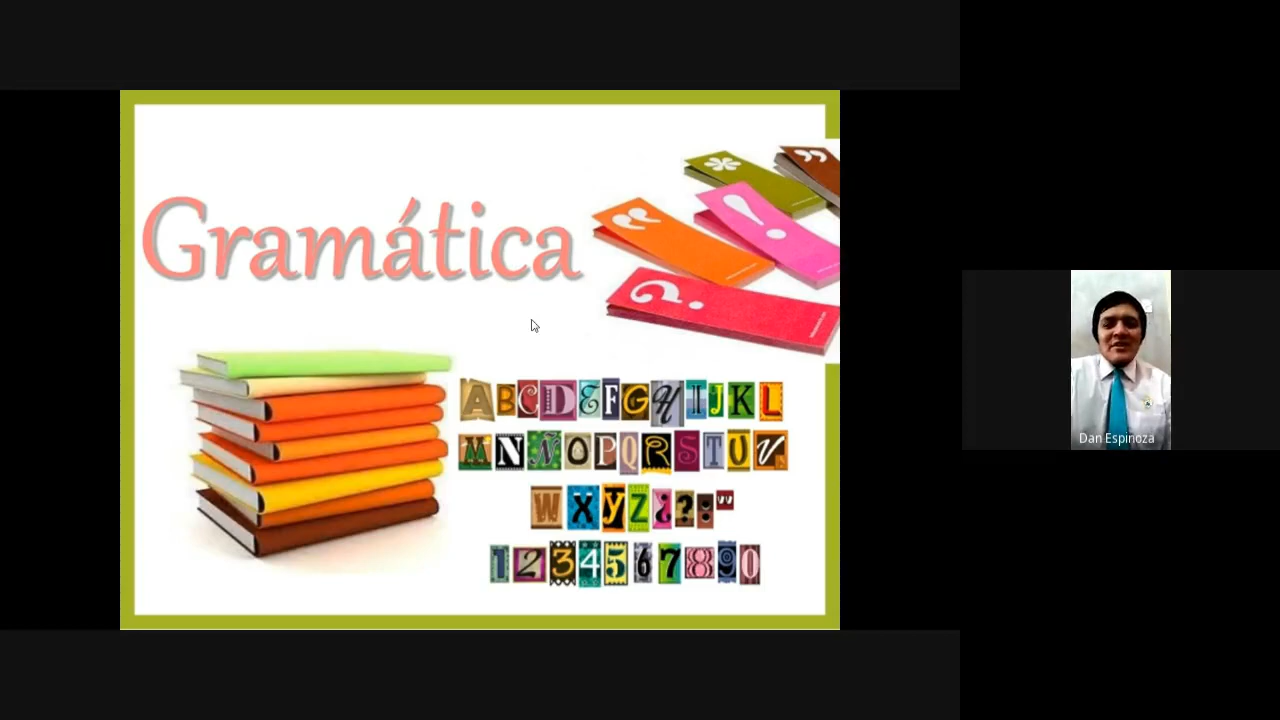 Gramática
* ”
“ !
?
ABCDEFGHIJKL
MNÑOPQRSTUV
WXYZ¿?:"
1234567890
Dan Espinoza